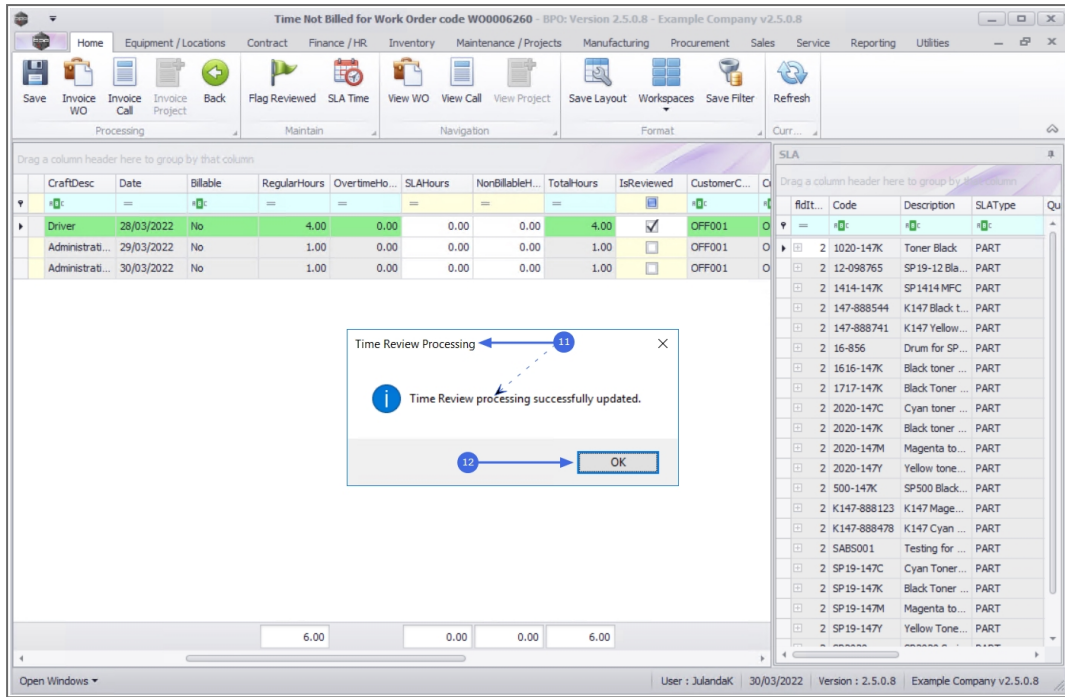 Time Not Billed for Work Order code WO0006260 - BPO: Version 2.5.0.8 - Example Company v2.5.0.8
Home Equipment / Locations Contract Finance / HR Inventory Maintenance / Projects Manufacturing Procurement Sales Service Reporting Utilities
Save Invoice WO Invoice Call Invoice Project Back Flag Reviewed SLA Time View WO View Call View Project Save Layout Workspaces Save Filter Refresh
Processing Maintain Navigation Format Curr...
Drag a column header here to group by that column
CraftDesc Date Billable RegularHours OvertimeHo... SLAHours NonBillableH... TotalHours IsReviewed CustomerC...
Driver 28/03/2022 No 4.00 0.00 0.00 0.00 4.00 OFF001
Administrati... 29/03/2022 No 1.00 0.00 0.00 0.00 1.00 OFF001
Administrati... 30/03/2022 No 1.00 0.00 0.00 0.00 1.00 OFF001
6.00 0.00 0.00 6.00
Time Review Processing 11
Time Review processing successfully updated.
12 OK
SLA
Drag a column header here to group by that column
fldIt... Code Description SLAType Qu
2 1020-147K Toner Black PART
2 12-098765 SP19-12 Bla... PART
2 1414-147K SP1414 MFC PART
2 147-888544 K147 Black t... PART
2 147-888741 K147 Yellow... PART
2 16-856 Drum for SP... PART
2 1616-147K Black toner ... PART
2 1717-147K Black Toner ... PART
2 2020-147C Cyan toner ... PART
2 2020-147K Black toner ... PART
2 2020-147M Magenta to... PART
2 2020-147Y Yellow tone... PART
2 500-147K SP500 Black... PART
2 K147-888123 K147 Mage... PART
2 K147-888478 K147 Cyan ... PART
2 SABS001 Testing for ... PART
2 SP19-147C Cyan Toner... PART
2 SP19-147K Black Toner ... PART
2 SP19-147M Magenta to... PART
2 SP19-147Y Yellow Tone... PART
Open Windows User : JulandaK 30/03/2022 Version : 2.5.0.8 Example Company v2.5.0.8